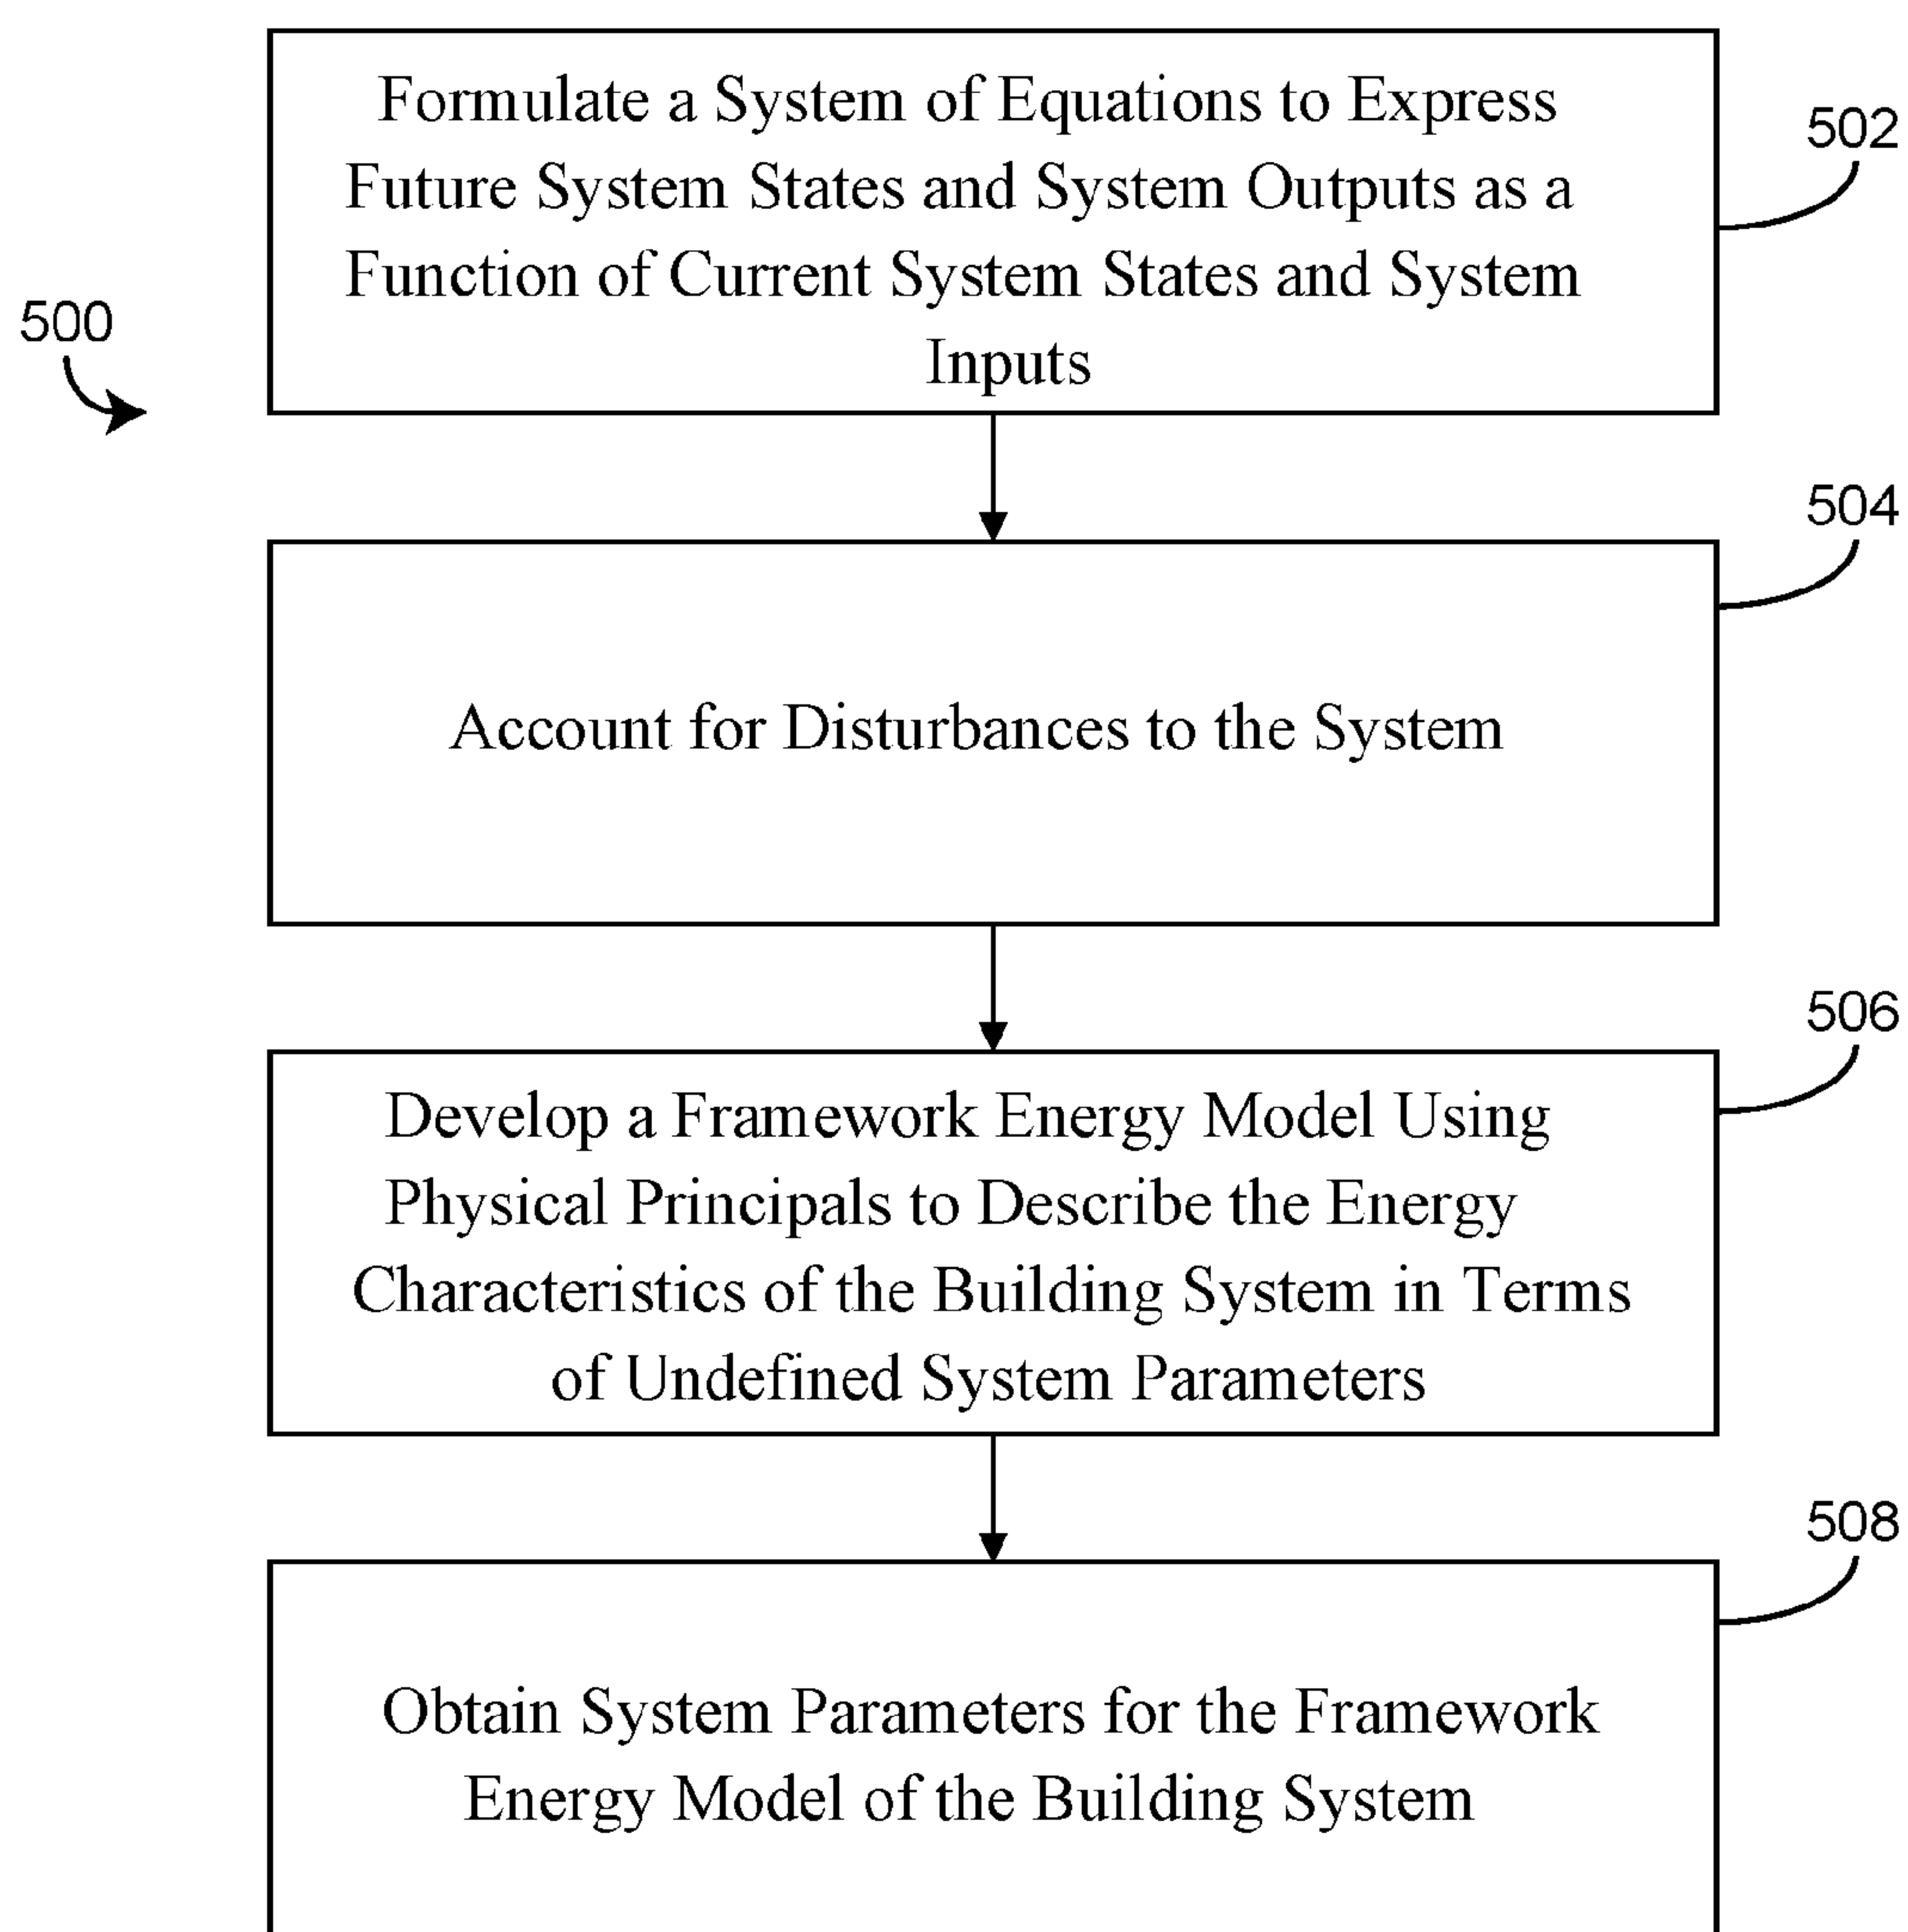 Formulate a System of Equations to Express
Future System States and System Outputs as a
Function of Current System States and System
Inputs
502
500
504
Account for Disturbances to the System
506
Develop a Framework Energy Model Using
Physical Principals to Describe the Energy
Characteristics of the Building System in Terms
of Undefined System Parameters
508
Obtain System Parameters for the Framework
Energy Model of the Building System